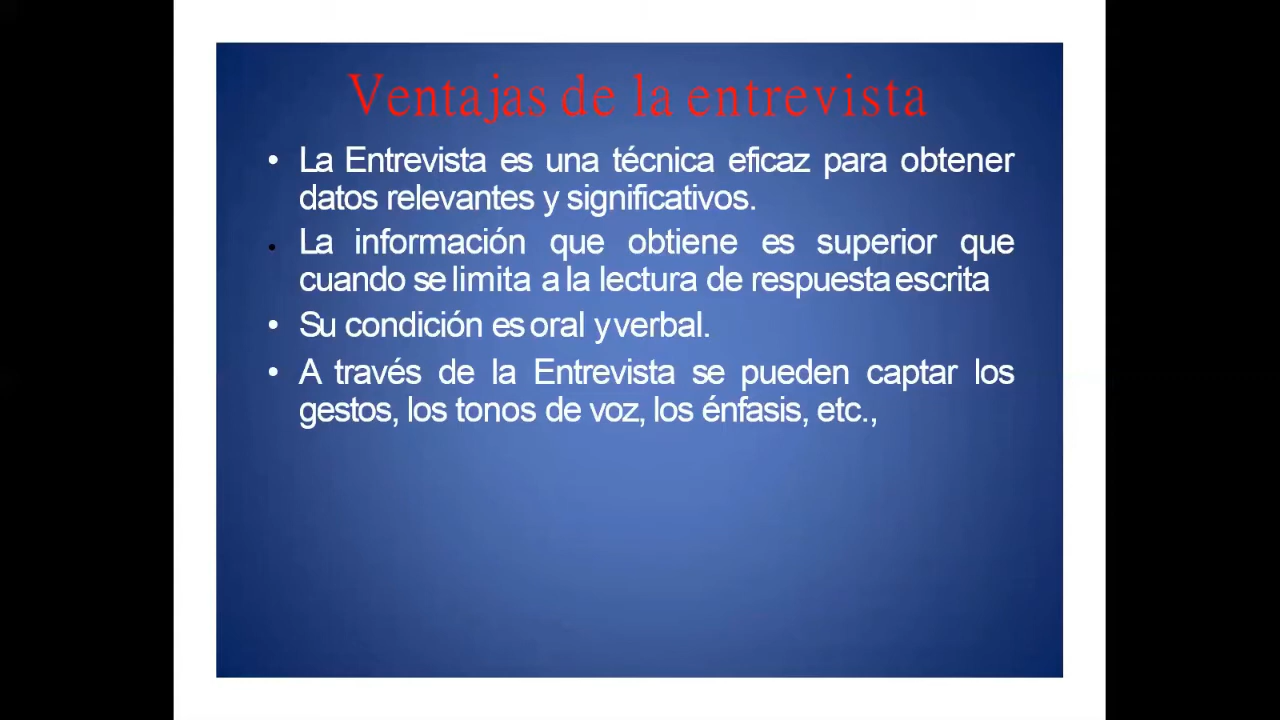 Ventajas de la entrevista
• La Entrevista es una técnica eficaz para obtener
datos relevantes y significativos.
• La información que obtiene es superior que
cuando se limita a la lectura de respuesta escrita
• Su condición es oral y verbal.
• A través de la Entrevista se pueden captar los
gestos, los tonos de voz, los énfasis, etc.,